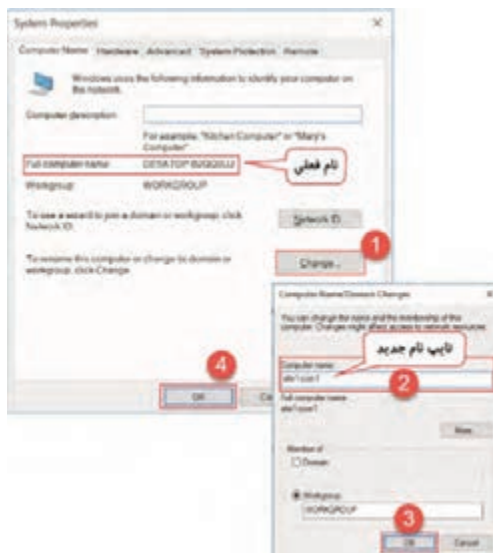 System Properties
Computer Name Hardware Advanced System Protection Remote
Windows uses the following information to identify your computer on
the network.
Computer description:
For example: "Kitchen Computer" or "Mary's
Computer".
Full computer name:
نام فعلی
Workgroup: WORKGROUP
To use a wizard to join a domain or workgroup, click
Network ID.
Network ID...
1
To rename this computer or change its domain or
workgroup, click Change.
Change...
4
OK
Computer Name/Domain Changes
You can change the name and the membership of this
computer. Changes might affect access to network resources.
تایپ نام جدید
Computer name:
2
Full computer name:
More...
Member of
Domain:
Workgroup:
WORKGROUP
3
OK Cancel